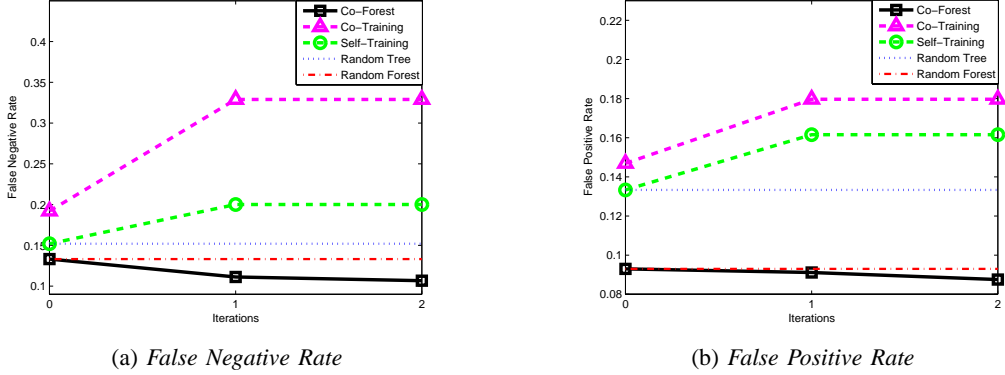 Co−Forest
Co−Training
Self−Training
Random Tree
Random Forest
0.4
0.35
0.3
0.25
0.2
0.15
0.1
False Negative Rate
0
1
2
Iterations
(a) False Negative Rate
Co−Forest
Co−Training
Self−Training
Random Tree
Random Forest
0.22
0.2
0.18
0.16
0.14
0.12
0.1
0.08
False Positive Rate
0
1
2
Iterations
(b) False Positive Rate